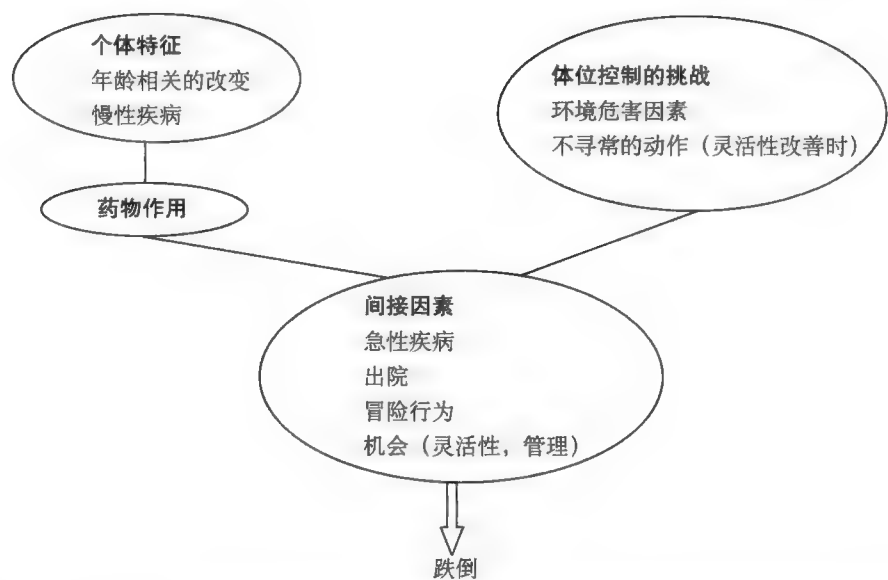 个体特征
年龄相关的改变
慢性疾病
药物作用
体位控制的挑战
环境危害因素
不寻常的动作（灵活性改善时）
间接因素
急性疾病
出院
冒险行为
机会（灵活性，管理）
跌倒